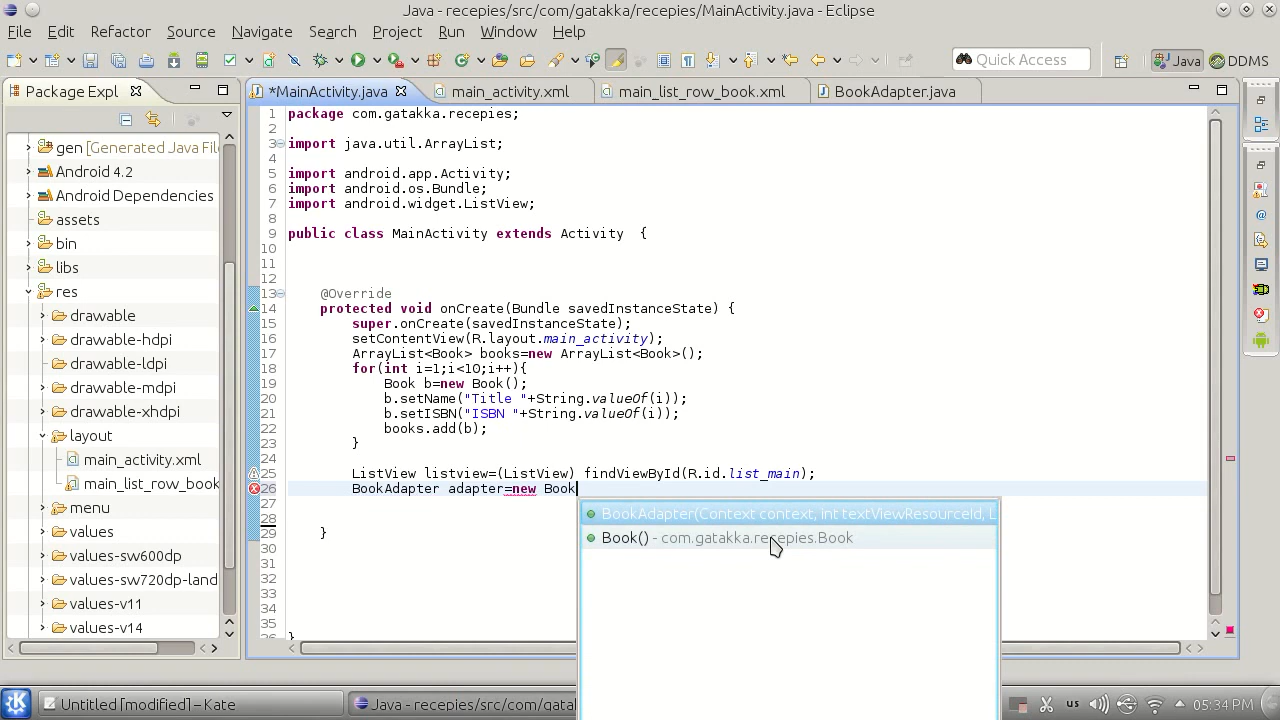 Java - recepies/src/com/gatakka/recepies/MainActivity.java - Eclipse
File Edit Refactor Source Navigate Search Project Run Window Help
Quick Access
Java
DDMS
Package Expl
*MainActivity.java
main_activity.xml
main_list_row_book.xml
BookAdapter.java
gen [Generated Java File
Android 4.2
Android Dependencies
assets
bin
libs
res
drawable
drawable-hdpi
drawable-ldpi
drawable-mdpi
drawable-xhdpi
layout
main_activity.xml
main_list_row_book
menu
values
values-sw600dp
values-sw720dp-land
values-v11
values-v14
1 package com.gatakka.recepies;
2
3 import java.util.ArrayList;
4
5 import android.app.Activity;
6 import android.os.Bundle;
7 import android.widget.ListView;
8
9 public class MainActivity extends Activity {
10
11
12
13 @Override
14 protected void onCreate(Bundle savedInstanceState) {
15 super.onCreate(savedInstanceState);
16 setContentView(R.layout.main_activity);
17 ArrayList<Book> books=new ArrayList<Book>();
18 for(int i=1;i<10;i++){
19 Book b=new Book();
20 b.setName("Title "+String.valueOf(i));
21 b.setISBN("ISBN "+String.valueOf(i));
22 books.add(b);
23 }
24
25 ListView listview=(ListView) findViewById(R.id.list_main);
26 BookAdapter adapter=new Book
27
28
29 }
30
31
32
33
34
35
36 }
BookAdapter(Context context, int textViewResourceId, L
Book() - com.gatakka.recepies.Book
Untitled [modified] - Kate
Java - recepies/src/com/gata
us
05:34 PM